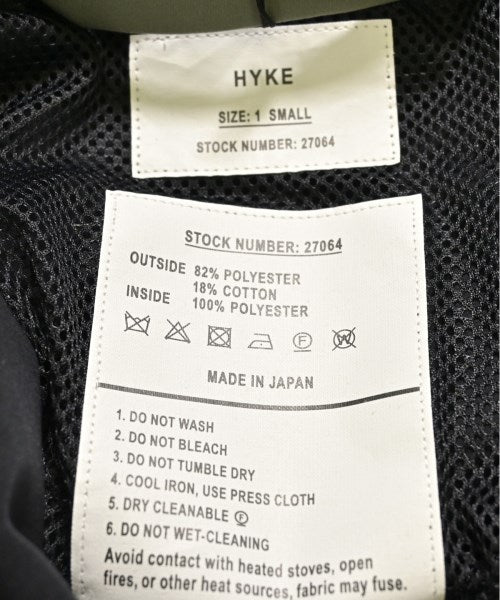 HYKE
SIZE: 1 SMALL
STOCK NUMBER: 27064
STOCK NUMBER: 27064
OUTSIDE 82% POLYESTER
18% COTTON
INSIDE 100% POLYESTER
MADE IN JAPAN
1. DO NOT WASH
2. DO NOT BLEACH
3. DO NOT TUMBLE DRY
4. COOL IRON, USE PRESS CLOTH
5. DRY CLEANABLE Ⓕ
6. DO NOT WET-CLEANING
Avoid contact with heated stoves, open
fires, or other heat sources, fabric may fuse.